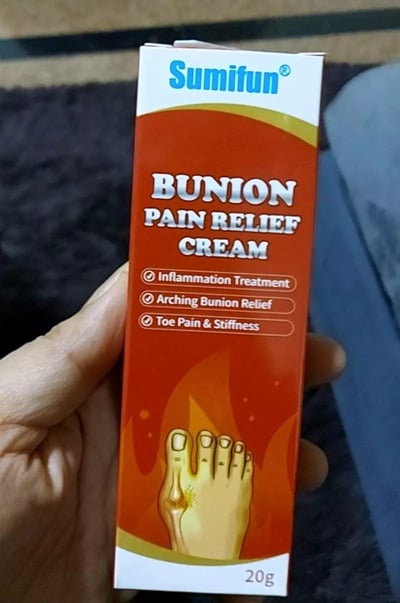 Sumifun®
BUNION
PAIN RELIEF
CREAM
Inflammation Treatment
Arching Bunion Relief
Toe Pain & Stiffness
20g